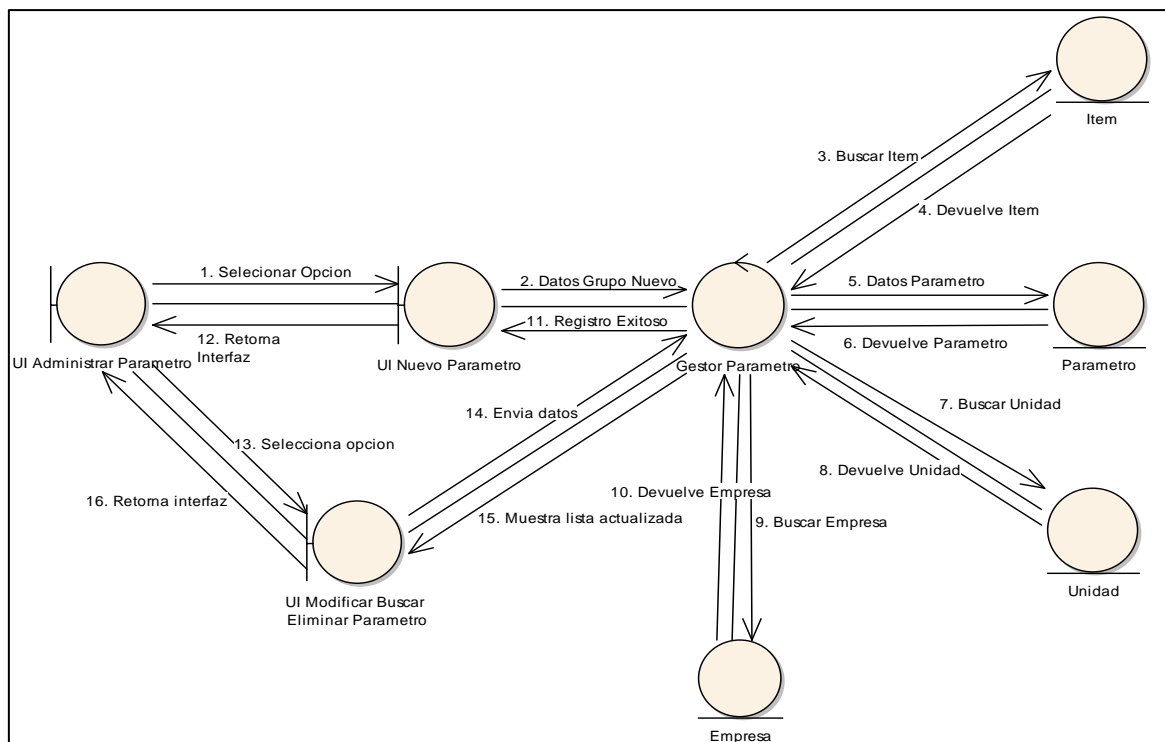 Item
3. Buscar Item
4. Devuelve Item
1. Selecionar Opcion
2. Datos Grupo Nuevo
5. Datos Parametro
11. Registro Exitoso
12. Retorna
Interfaz
6. Devuelve Parametro
UI Administrar Parametro
UI Nuevo Parametro
Gestor Parametro
Parametro
7. Buscar Unidad
14. Envia datos
13. Selecciona opcion
8. Devuelve Unidad
10. Devuelve Empresa
16. Retorna interfaz
15. Muestra lista actualizada
9. Buscar Empresa
UI Modificar Buscar
Eliminar Parametro
Unidad
Empresa